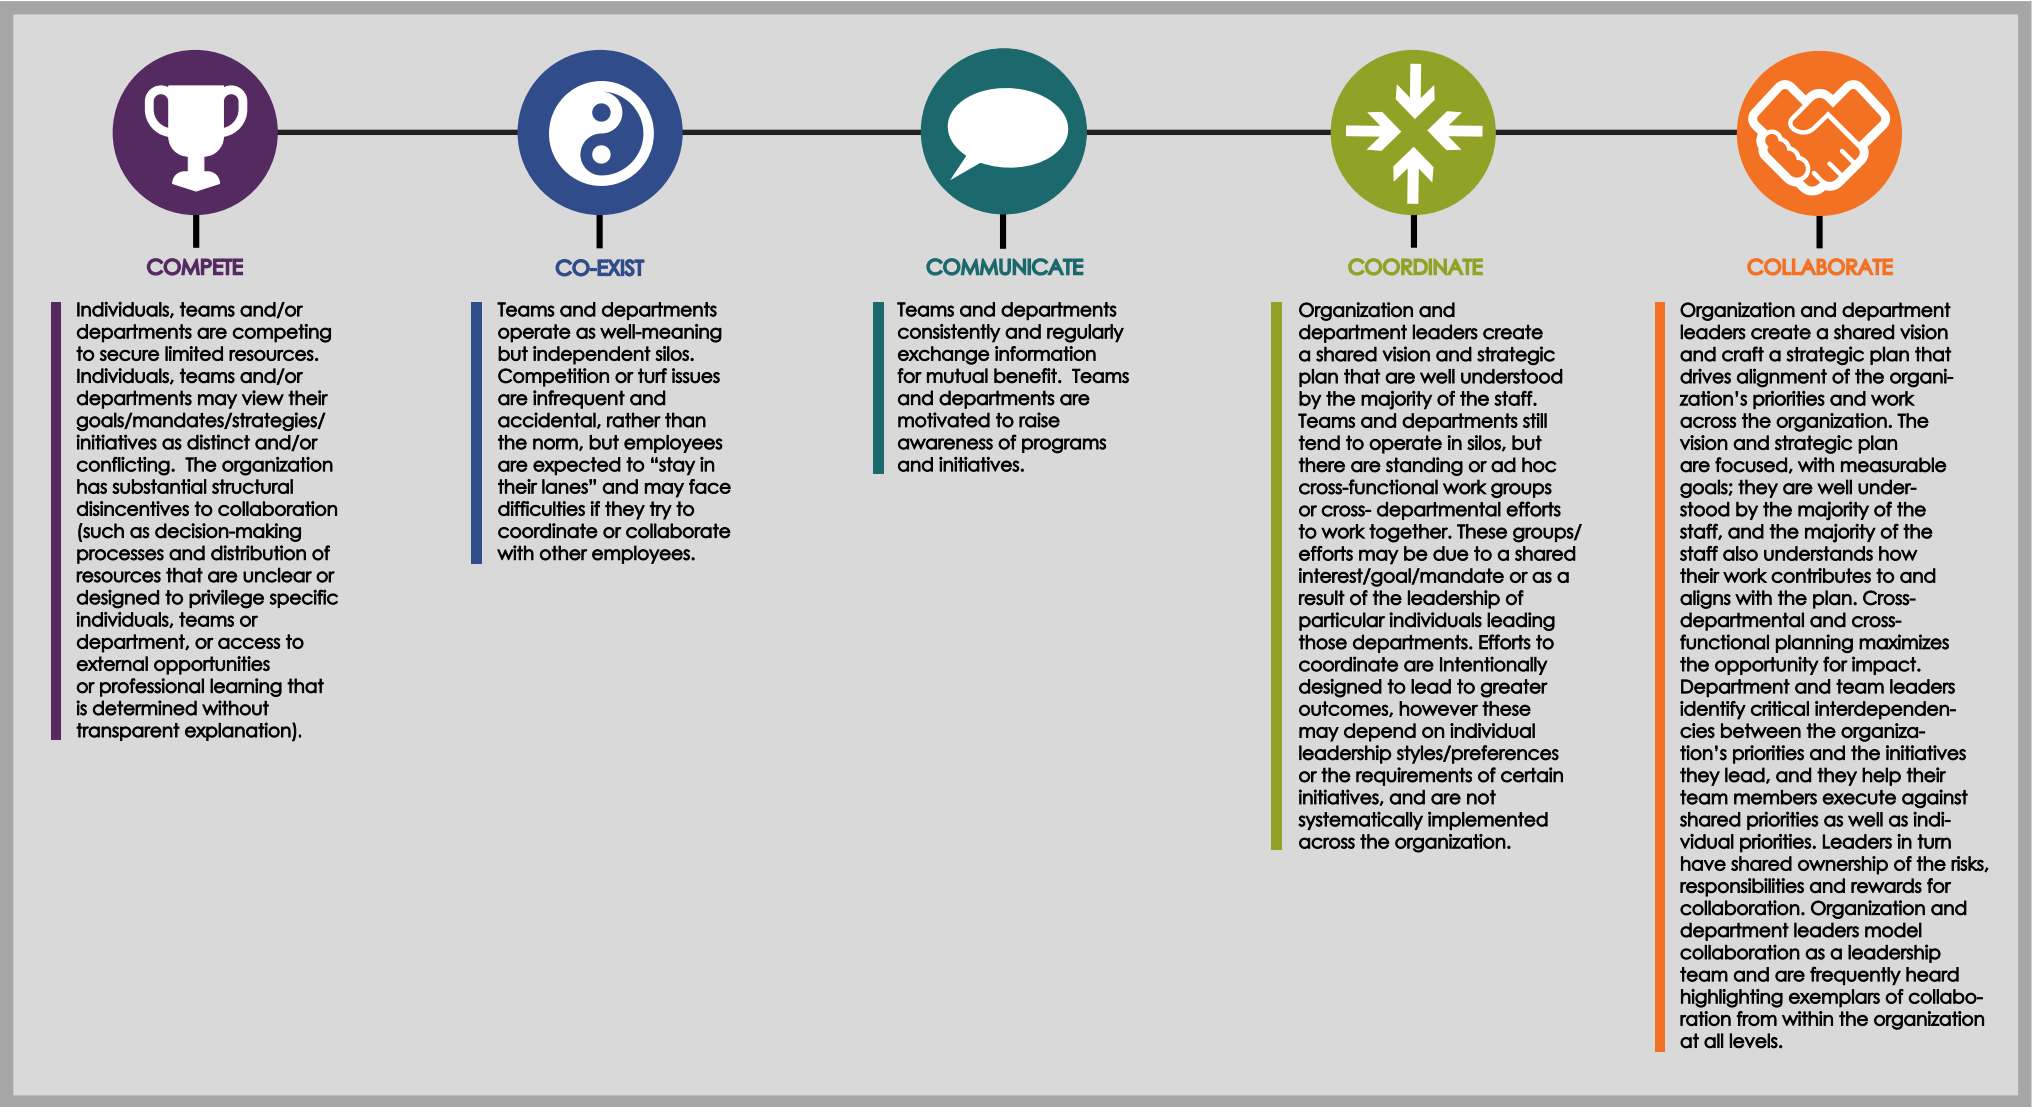 COMPETE
Individuals, teams and/or
departments are competing
to secure limited resources.
Individuals, teams and/or
departments may view their
goals/mandates/strategies/
initiatives as distinct and/or
conflicting.  The organization
has substantial structural
disincentives to collaboration
(such as decision-making
processes and distribution of
resources that are unclear or
designed to privilege specific
individuals, teams or
department, or access to
external opportunities
or professional learning that
is determined without
transparent explanation).
CO-EXIST
Teams and departments
operate as well-meaning
but independent silos.
Competition or turf issues
are infrequent and
accidental, rather than
the norm, but employees
are expected to “stay in
their lanes” and may face
difficulties if they try to
coordinate or collaborate
with other employees.
COMMUNICATE
Teams and departments
consistently and regularly
exchange information
for mutual benefit.  Teams
and departments are
motivated to raise
awareness of programs
and initiatives.
COORDINATE
Organization and
department leaders create
a shared vision and strategic
plan that are well understood
by the majority of the staff.
Teams and departments still
tend to operate in silos, but
there are standing or ad hoc
cross-functional work groups
or cross- departmental efforts
to work together. These groups/
efforts may be due to a shared
interest/goal/mandate or as a
result of the leadership of
particular individuals leading
those departments. Efforts to
coordinate are Intentionally
designed to lead to greater
outcomes, however these
may depend on individual
leadership styles/preferences
or the requirements of certain
initiatives, and are not
systematically implemented
across the organization.
COLLABORATE
Organization and department
leaders create a shared vision
and craft a strategic plan that
drives alignment of the organi-
zation’s priorities and work
across the organization. The
vision and strategic plan
are focused, with measurable
goals; they are well under-
stood by the majority of the
staff, and the majority of the
staff also understands how
their work contributes to and
aligns with the plan. Cross-
departmental and cross-
functional planning maximizes
the opportunity for impact.
Department and team leaders
identify critical interdependen-
cies between the organiza-
tion’s priorities and the initiatives
they lead, and they help their
team members execute against
shared priorities as well as indi-
vidual priorities. Leaders in turn
have shared ownership of the risks,
responsibilities and rewards for
collaboration. Organization and
department leaders model
collaboration as a leadership
team and are frequently heard
highlighting exemplars of collabo-
ration from within the organization
at all levels.